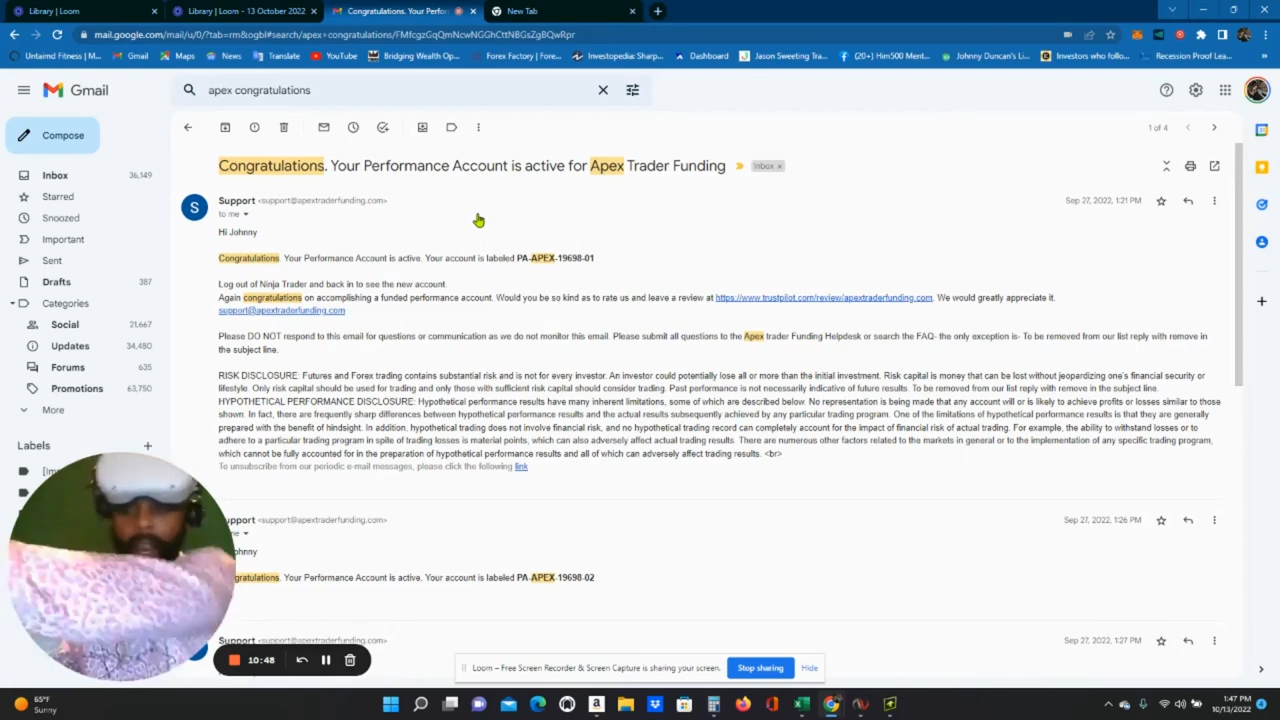 Library | Loom
Library | Loom - 13 October 2022
Congratulations. Your Perfor
New Tab
mail.google.com/mail/u/0/?tab=rm&ogbl#search/apex+congratulations/FMfcgzGqQmNcwNGGhCttNBGsZgBQwRpr
Untaimd Fitness | M...
Gmail
Maps
News
Translate
YouTube
Bridging Wealth Op...
Forex Factory | Fore...
Investopedia Sharpe...
Dashboard
Jason Sweeting Tra...
(20+) Him500 Ment...
Johnny Duncan's Li...
Investors who follo...
Recession Proof Lea...
Gmail
apex congratulations
Compose
1 of 4
Congratulations. Your Performance Account is active for Apex Trader Funding
Inbox ×
Inbox 36,149
Starred
Snoozed
Important
Sent
Drafts 387
Categories
Social 21,667
Updates 34,480
Forums 635
Promotions 63,750
More
Labels
S
Support <support@apextraderfunding.com>
Sep 27, 2022, 1:21 PM
to me
Hi Johnny
Congratulations. Your Performance Account is active. Your account is labeled PA-APEX-19698-01
Log out of Ninja Trader and back in to see the new account.
Again congratulations on accomplishing a funded performance account. Would you be so kind as to rate us and leave a review at https://www.trustpilot.com/review/apextraderfunding.com. We would greatly appreciate it.
support@apextraderfunding.com
Please DO NOT respond to this email for questions or communication as we do not monitor this email. Please submit all questions to the Apex trader Funding Helpdesk or search the FAQ- the only exception is- To be removed from our list reply with remove in
the subject line.
RISK DISCLOSURE: Futures and Forex trading contains substantial risk and is not for every investor. An investor could potentially lose all or more than the initial investment. Risk capital is money that can be lost without jeopardizing one's financial security or
lifestyle. Only risk capital should be used for trading and only those with sufficient risk capital should consider trading. Past performance is not necessarily indicative of future results. To be removed from our list reply with remove in the subject line.
HYPOTHETICAL PERFORMANCE DISCLOSURE: Hypothetical performance results have many inherent limitations, some of which are described below. No representation is being made that any account will or is likely to achieve profits or losses similar to those
shown. In fact, there are frequently sharp differences between hypothetical performance results and the actual results subsequently achieved by any particular trading program. One of the limitations of hypothetical performance results is that they are generally
prepared with the benefit of hindsight. In addition, hypothetical trading does not involve financial risk, and no hypothetical trading record can completely account for the impact of financial risk of actual trading. For example, the ability to withstand losses or to
adhere to a particular trading program in spite of trading losses is material points, which can also adversely affect actual trading results. There are numerous other factors related to the markets in general or to the implementation of any specific trading program,
which cannot be fully accounted for in the preparation of hypothetical performance results and all of which can adversely affect trading results. <br>
To unsubscribe from our periodic e-mail messages, please click the following link
upport <support@apextraderfunding.com>
Sep 27, 2022, 1:26 PM
me
ohnny
gratulations. Your Performance Account is active. Your account is labeled PA-APEX-19698-02
Support <support@apextraderfunding.com>
Sep 27, 2022, 1:27 PM
10:48
Loom – Free Screen Recorder & Screen Capture is sharing your screen.
Stop sharing
Hide
65°F
Sunny
1:47 PM
10/13/2022